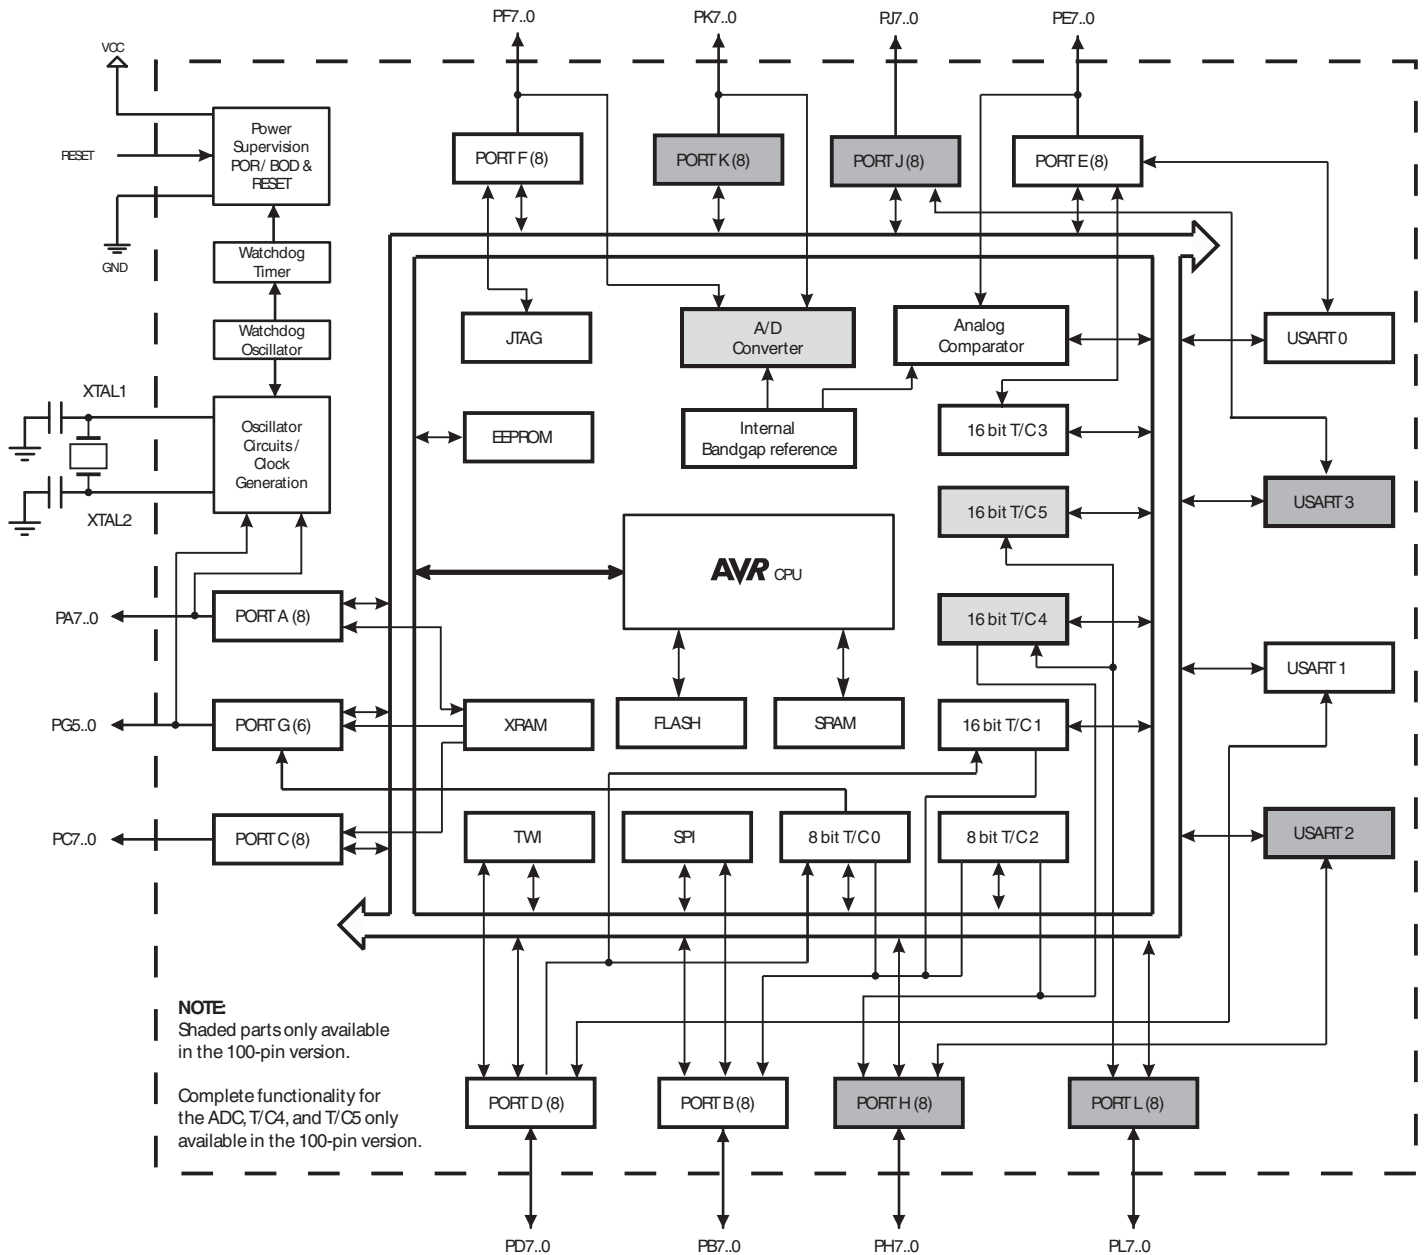 PF7..0
PK7..0
PJ7..0
PE7..0
VCC
RESET
GND
Power
Supervision
POR / BOD &
RESET
PORT F (8)
PORT K (8)
PORT J (8)
PORT E (8)
Watchdog
Timer
Watchdog
Oscillator
JTAG
A/D
Converter
Analog
Comparator
USART 0
XTAL1
XTAL2
Oscillator
Circuits /
Clock
Generation
EEPROM
Internal
Bandgap reference
16 bit T/C 3
16 bit T/C 5
USART 3
AVR CPU
PA7..0
PORT A (8)
16 bit T/C 4
USART 1
PG5..0
PORT G (6)
XRAM
FLASH
SRAM
16 bit T/C 1
PC7..0
PORT C (8)
TWI
SPI
8 bit T/C 0
8 bit T/C 2
USART 2
NOTE:
Shaded parts only available
in the 100-pin version.
Complete functionality for
the ADC, T/C4, and T/C5 only
available in the 100-pin version.
PORT D (8)
PORT B (8)
PORT H (8)
PORT L (8)
PD7..0
PB7..0
PH7..0
PL7..0